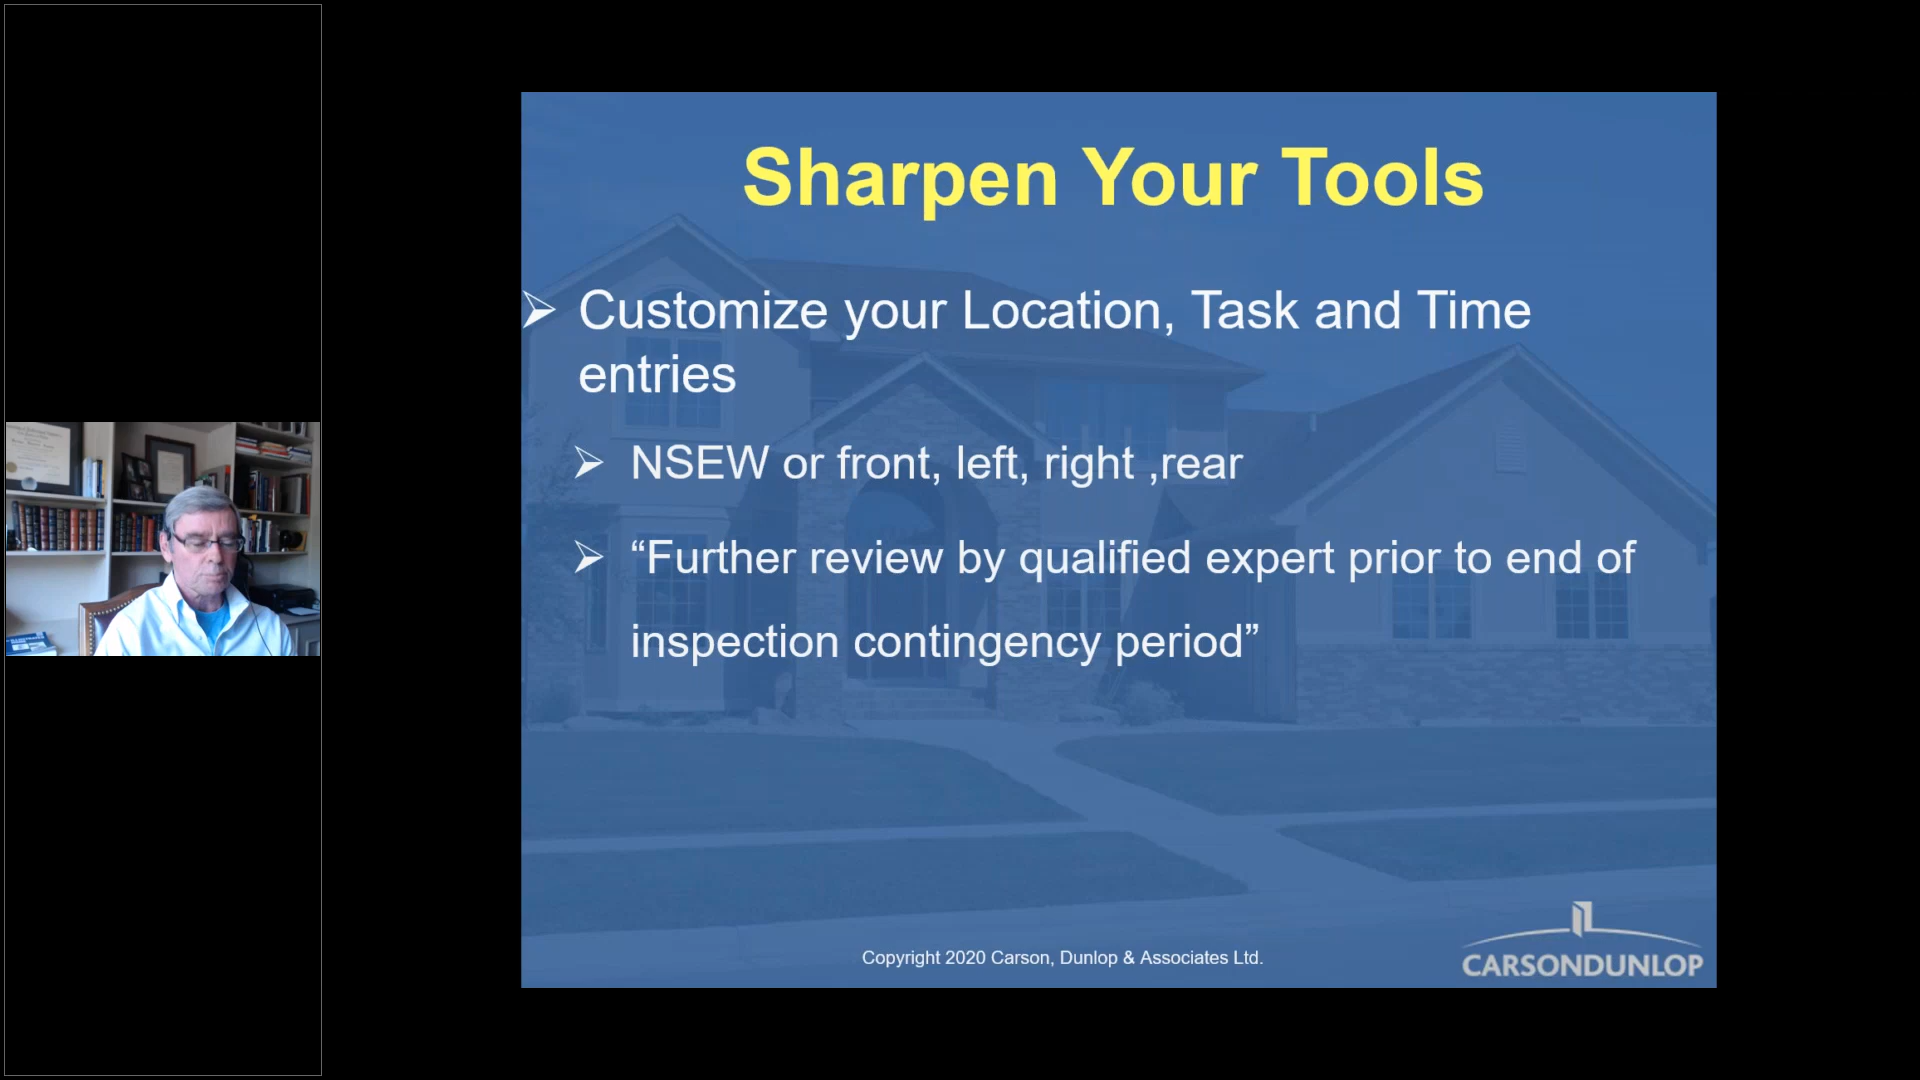 Sharpen Your Tools
➢ Customize your Location, Task and Time
entries
➢ NSEW or front, left, right ,rear
➢ “Further review by qualified expert prior to end of
inspection contingency period”
Copyright 2020 Carson, Dunlop & Associates Ltd.
CARSONDUNLOP